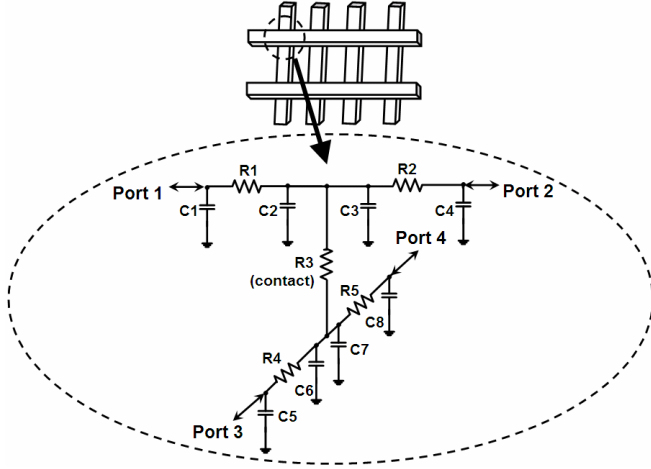 R1
R2
Port 1
Port 2
C1
C2
C3
C4
Port 4
R3
(contact)
R5
C8
C7
R4
C6
C5
Port 3